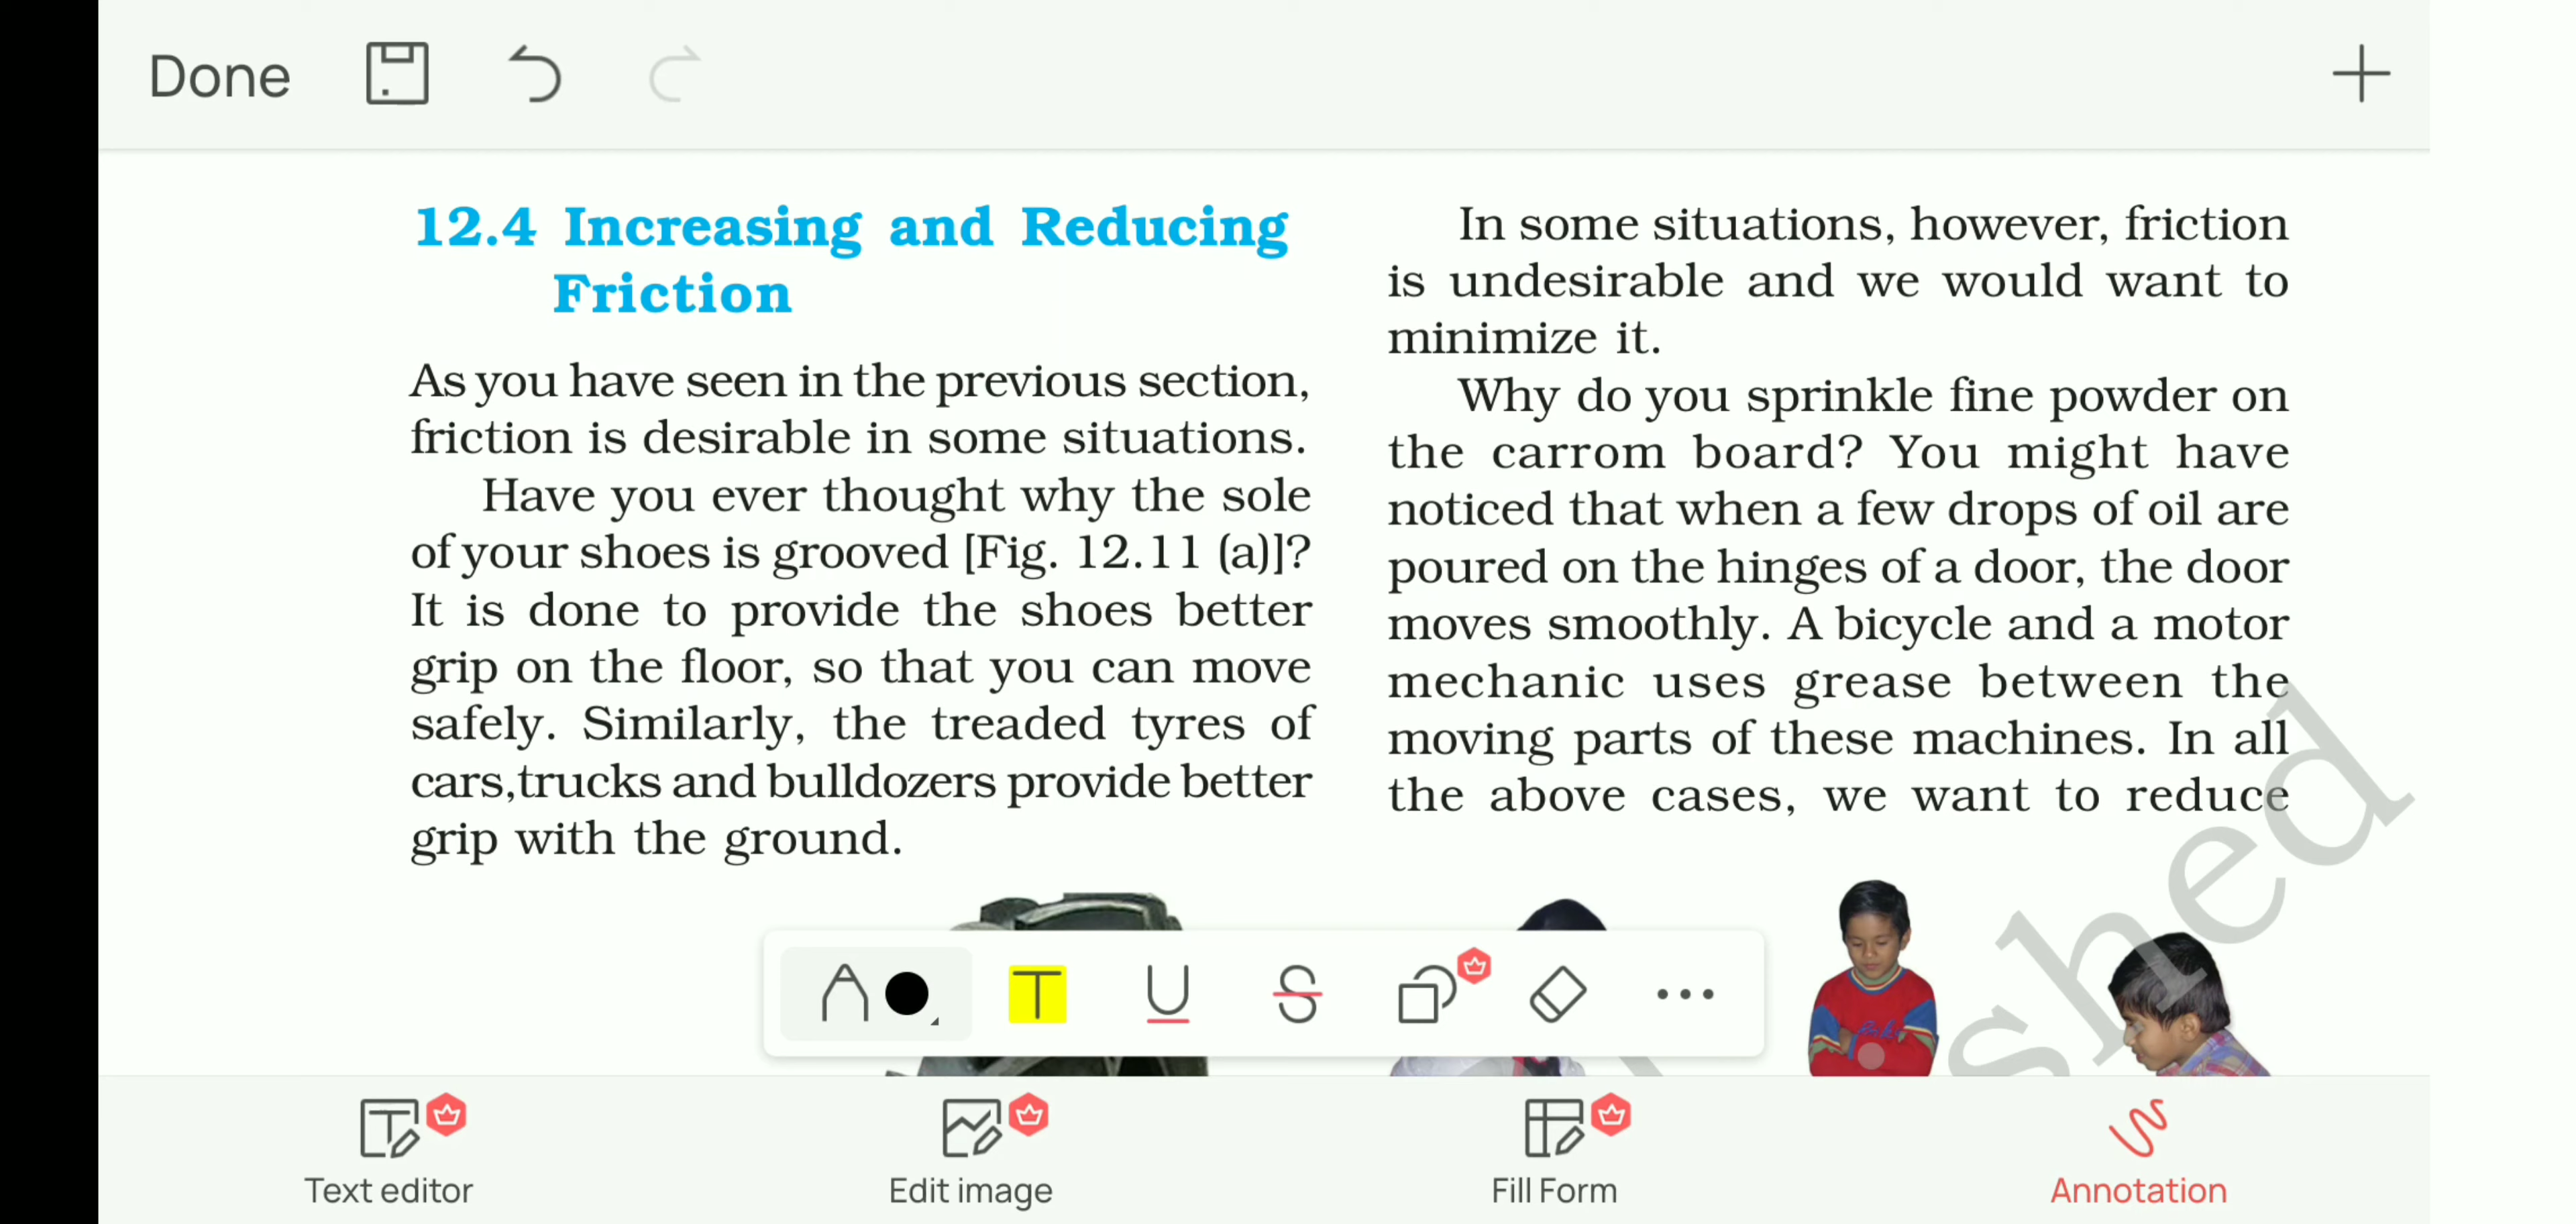 Done
12.4 Increasing and Reducing
Friction
As you have seen in the previous section,
friction is desirable in some situations.
Have you ever thought why the sole
of your shoes is grooved [Fig. 12.11 (a)]?
It is done to provide the shoes better
grip on the floor, so that you can move
safely. Similarly, the treaded tyres of
cars,trucks and bulldozers provide better
grip with the ground.
In some situations, however, friction
is undesirable and we would want to
minimize it.
Why do you sprinkle fine powder on
the carrom board? You might have
noticed that when a few drops of oil are
poured on the hinges of a door, the door
moves smoothly. A bicycle and a motor
mechanic uses grease between the
moving parts of these machines. In all
the above cases, we want to reduce
shed
T
U
S
Text editor
Edit image
Fill Form
Annotation